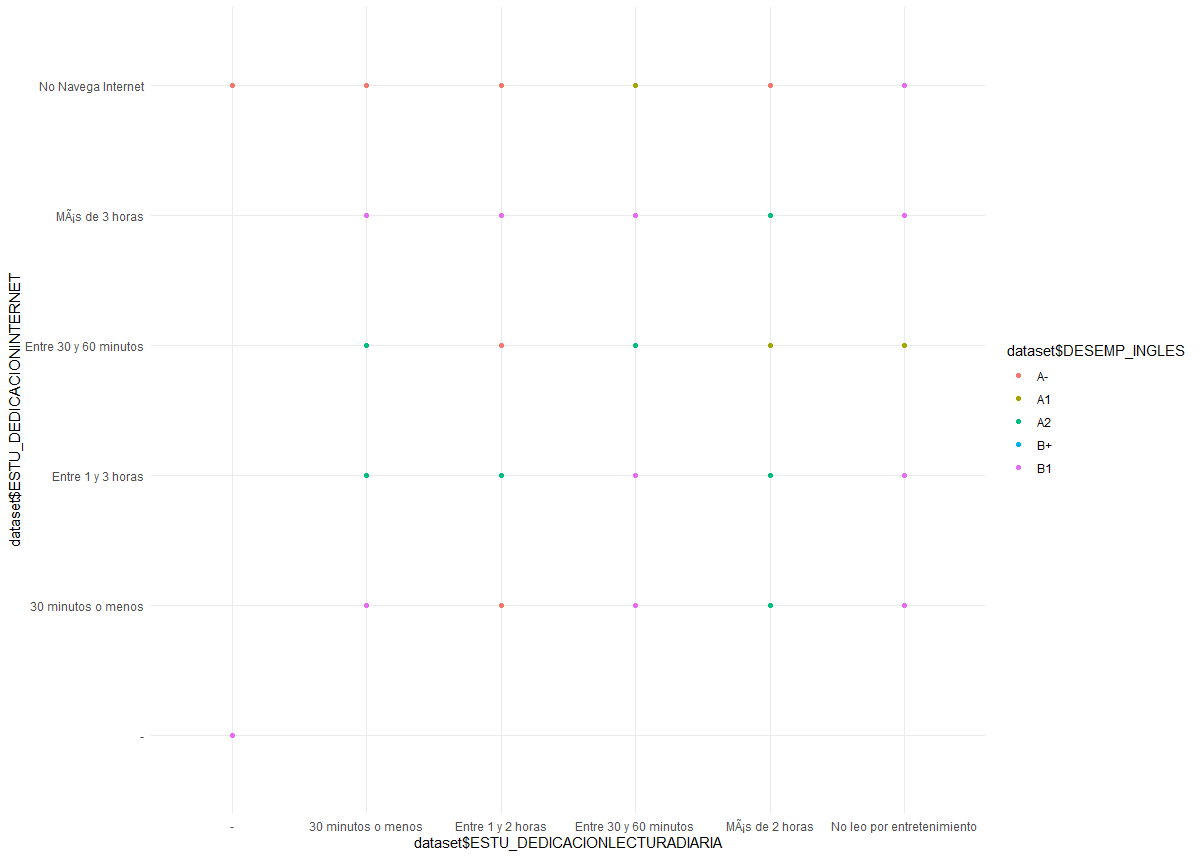 No Navega Internet
MÃ¡s de 3 horas
Entre 30 y 60 minutos
Entre 1 y 3 horas
30 minutos o menos
-
dataset$ESTU_DEDICACIONINTERNET
- 30 minutos o menos Entre 1 y 2 horas Entre 30 y 60 minutos MÃ¡s de 2 horas No leo por entretenimiento
dataset$ESTU_DEDICACIONLECTURADIARIA
dataset$DESEMP_INGLES
A-
A1
A2
B+
B1